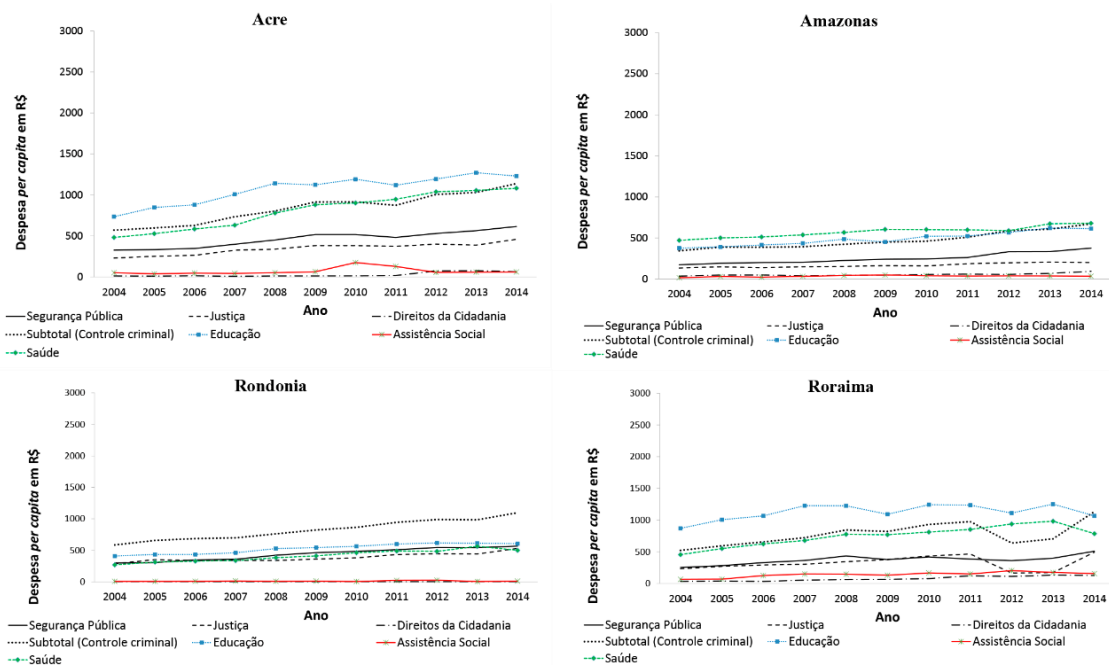 Acre
Despesa per capita em R$
3000
2500
2000
1500
1000
500
0
2004 2005 2006 2007 2008 2009 2010 2011 2012 2013 2014
Ano
Segurança Pública Justiça Direitos da Cidadania
Subtotal (Controle criminal) Educação Assistência Social
Saúde
Amazonas
Despesa per capita em R$
3000
2500
2000
1500
1000
500
0
2004 2005 2006 2007 2008 2009 2010 2011 2012 2013 2014
Ano
Segurança Pública Justiça Direitos da Cidadania
Subtotal (Controle criminal) Educação Assistência Social
Saúde
Rondonia
Despesa per capita em R$
3000
2500
2000
1500
1000
500
0
2004 2005 2006 2007 2008 2009 2010 2011 2012 2013 2014
Ano
Segurança Pública Justiça Direitos da Cidadania
Subtotal (Controle criminal) Educação Assistência Social
Saúde
Roraima
Despesa per capita em R$
3000
2500
2000
1500
1000
500
0
2004 2005 2006 2007 2008 2009 2010 2011 2012 2013 2014
Ano
Segurança Pública Justiça Direitos da Cidadania
Subtotal (Controle criminal) Educação Assistência Social
Saúde